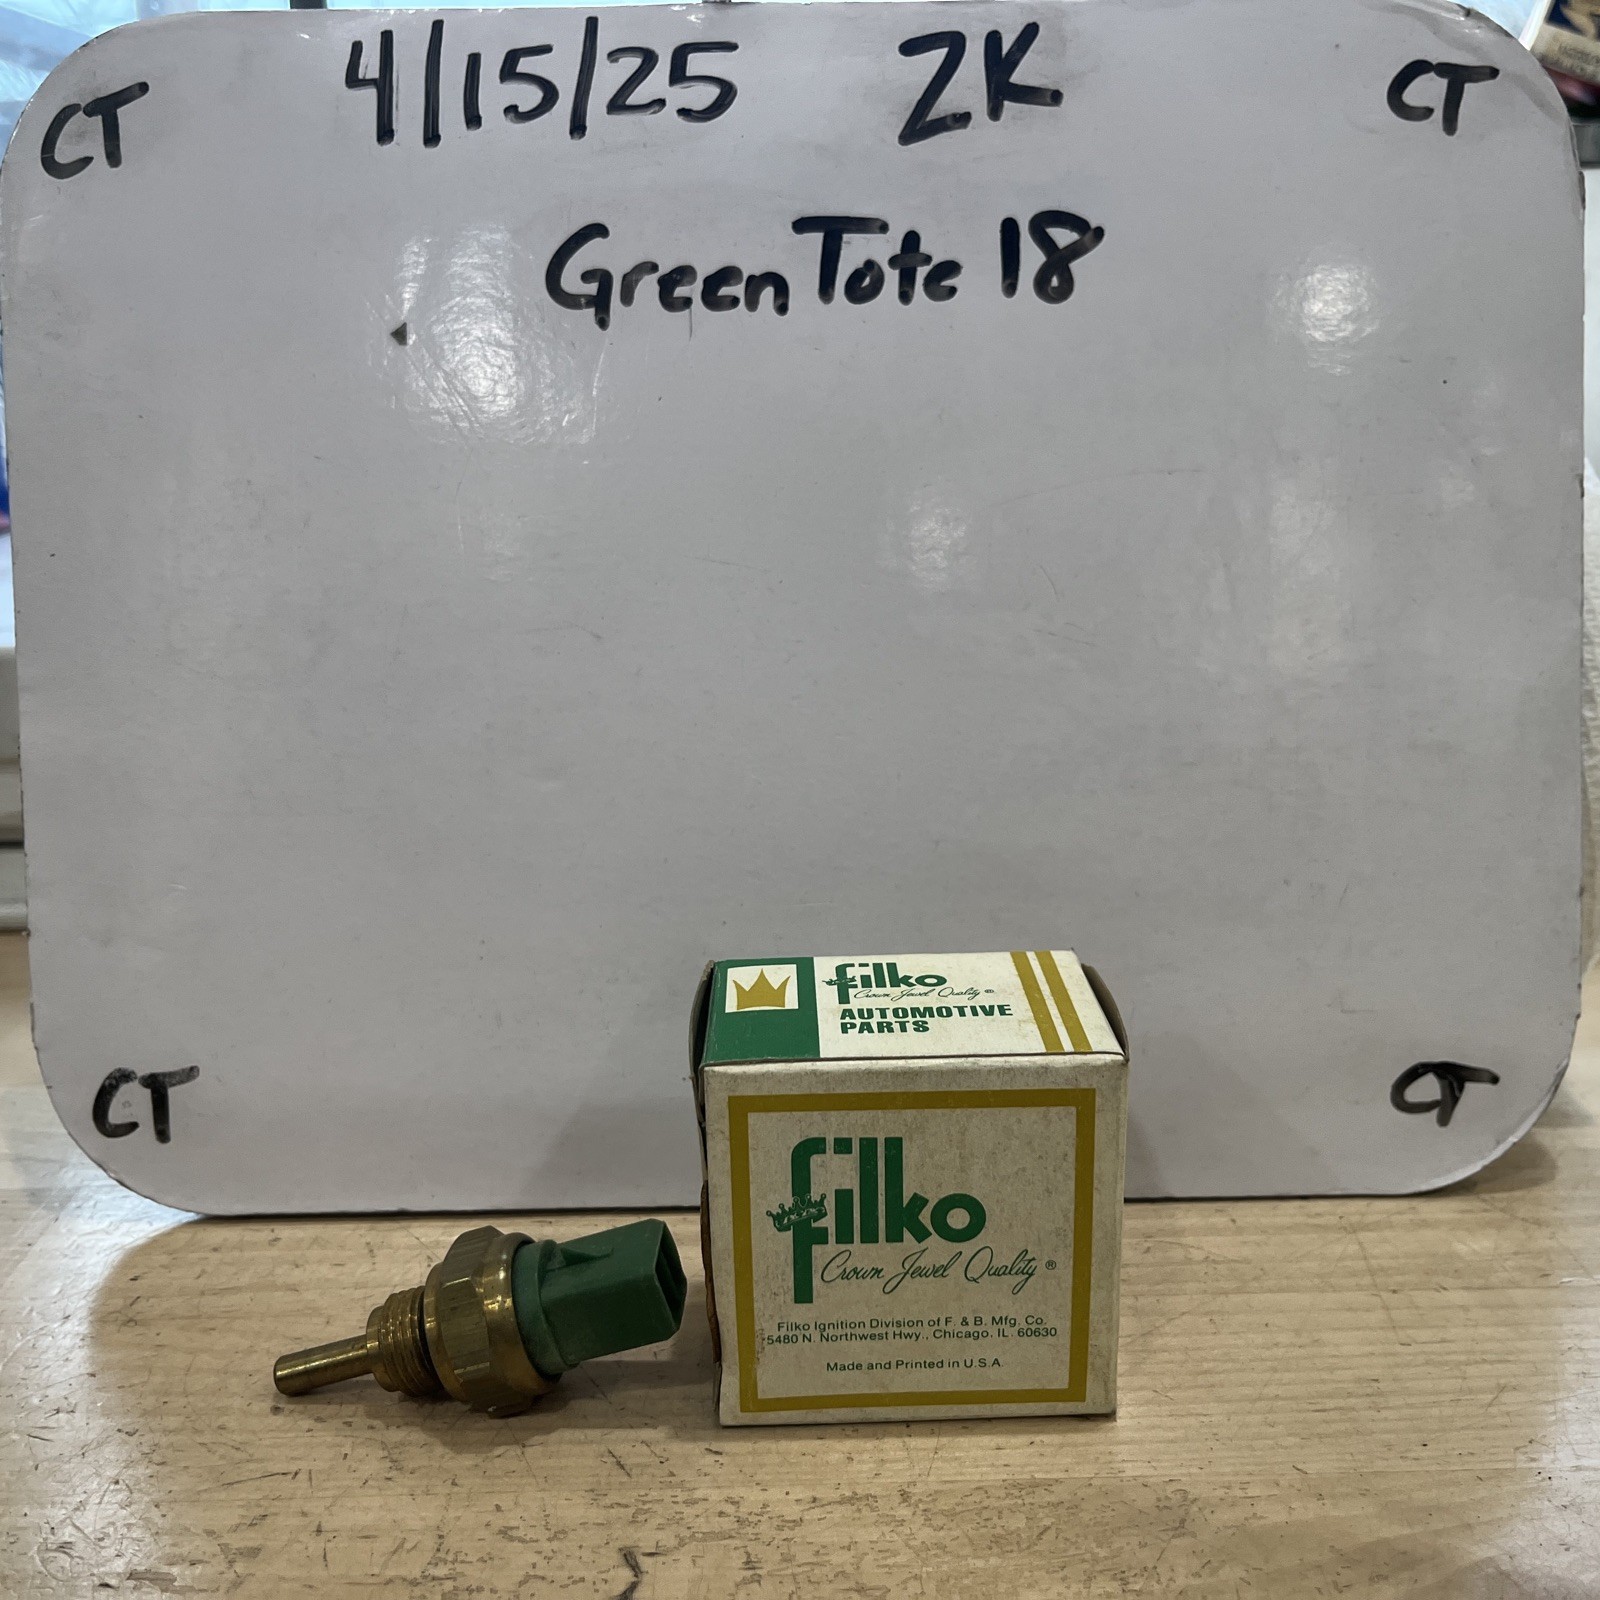 CT 4/15/25 ZK CT
Green Tote 18
filko
Crown Jewel Quality ®
AUTOMOTIVE
PARTS
CT
CT
filko
Crown Jewel Quality ®
Filko Ignition Division of F. & B. Mfg. Co.
5480 N. Northwest Hwy., Chicago, IL. 60630
Made and Printed in U.S.A.